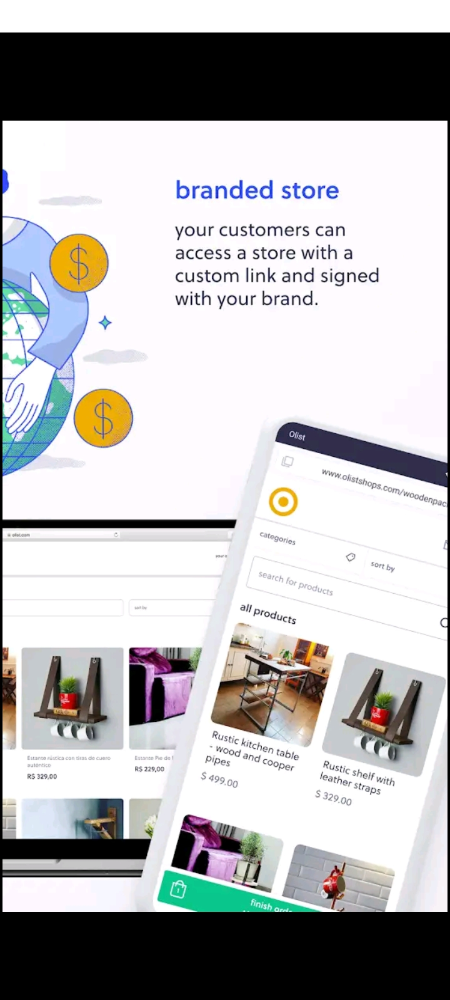 branded store
your customers can
access a store with a
custom link and signed
with your brand.
Olist
www.olistshops.com/woodenpac
categories
sort by
search for products
all products
Rustic kitchen table
- wood and cooper
pipes
$ 499.00
Rustic shelf with
leather straps
$ 329.00
finish orde
olist.com
your o
sort by
Estante rústica con tiras de cuero
auténtico
R$ 329,00
Estante Pie de
R$ 229,00